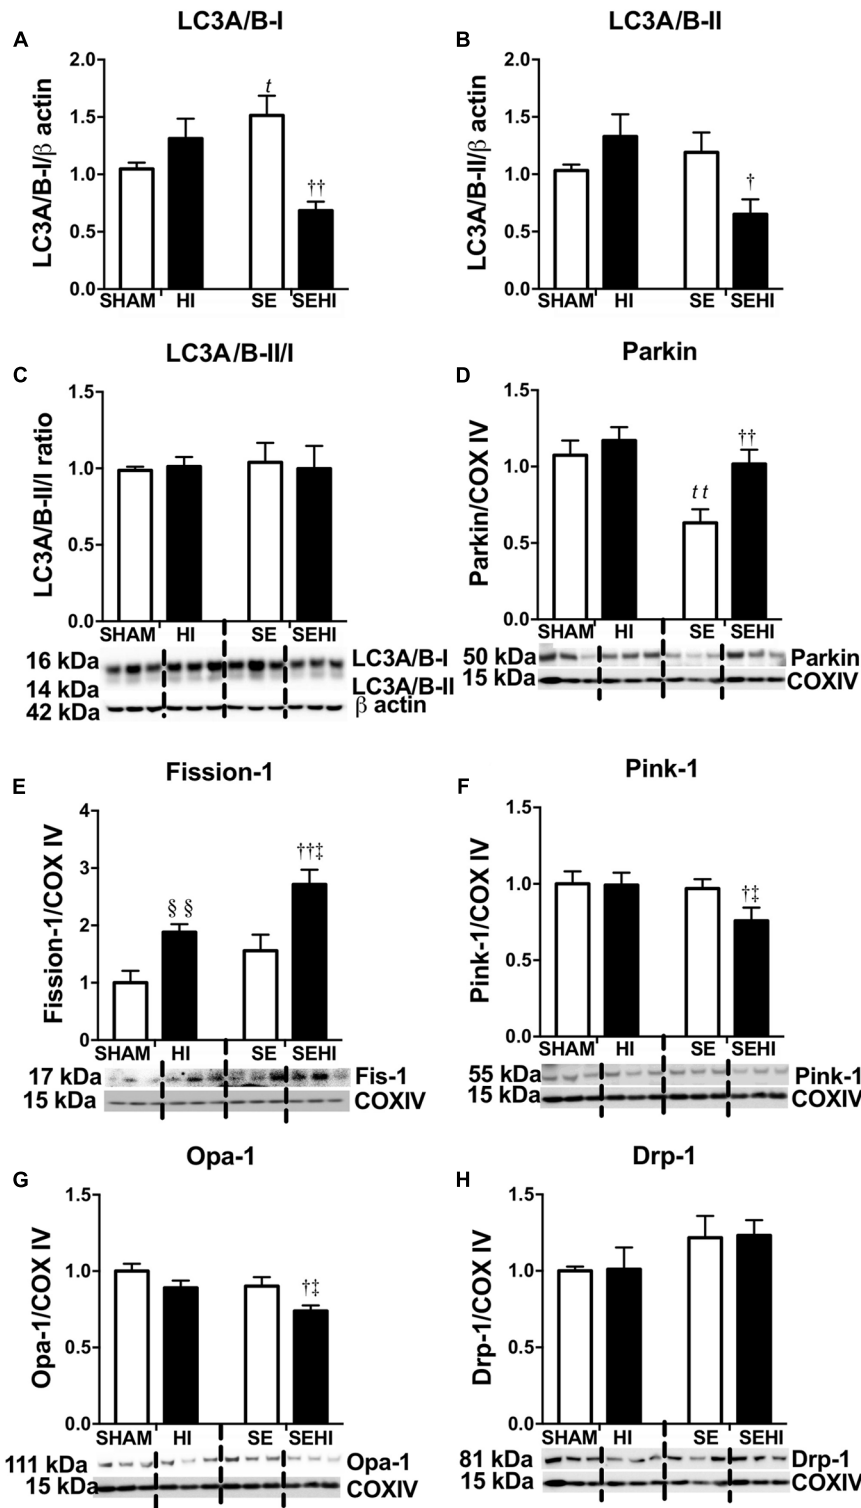 A
LC3A/B-I
LC3A/B-I/β actin
2.0
1.5
1.0
0.5
0.0
t
††
SHAM HI SE SEHI
B
LC3A/B-II
LC3A/B-II/β actin
2.0
1.5
1.0
0.5
0.0
†
SHAM HI SE SEHI
C
LC3A/B-II/I
LC3A/B-II/I ratio
1.5
1.0
0.5
0.0
SHAM HI SE SEHI
16 kDa LC3A/B-I
14 kDa LC3A/B-II
42 kDa β actin
D
Parkin
Parkin/COX IV
1.5
1.0
0.5
0.0
t t
††
SHAM HI SE SEHI
50 kDa Parkin
15 kDa COXIV
E
Fission-1
Fission-1/COX IV
4
3
2
1
0
§ §
††‡
SHAM HI SE SEHI
17 kDa Fis-1
15 kDa COXIV
F
Pink-1
Pink-1/COX IV
1.5
1.0
0.5
0.0
†‡
SHAM HI SE SEHI
55 kDa Pink-1
15 kDa COXIV
G
Opa-1
Opa-1/COX IV
1.5
1.0
0.5
0.0
†‡
SHAM HI SE SEHI
111 kDa Opa-1
15 kDa COXIV
H
Drp-1
Drp-1/COX IV
1.5
1.0
0.5
0.0
SHAM HI SE SEHI
81 kDa Drp-1
15 kDa COXIV